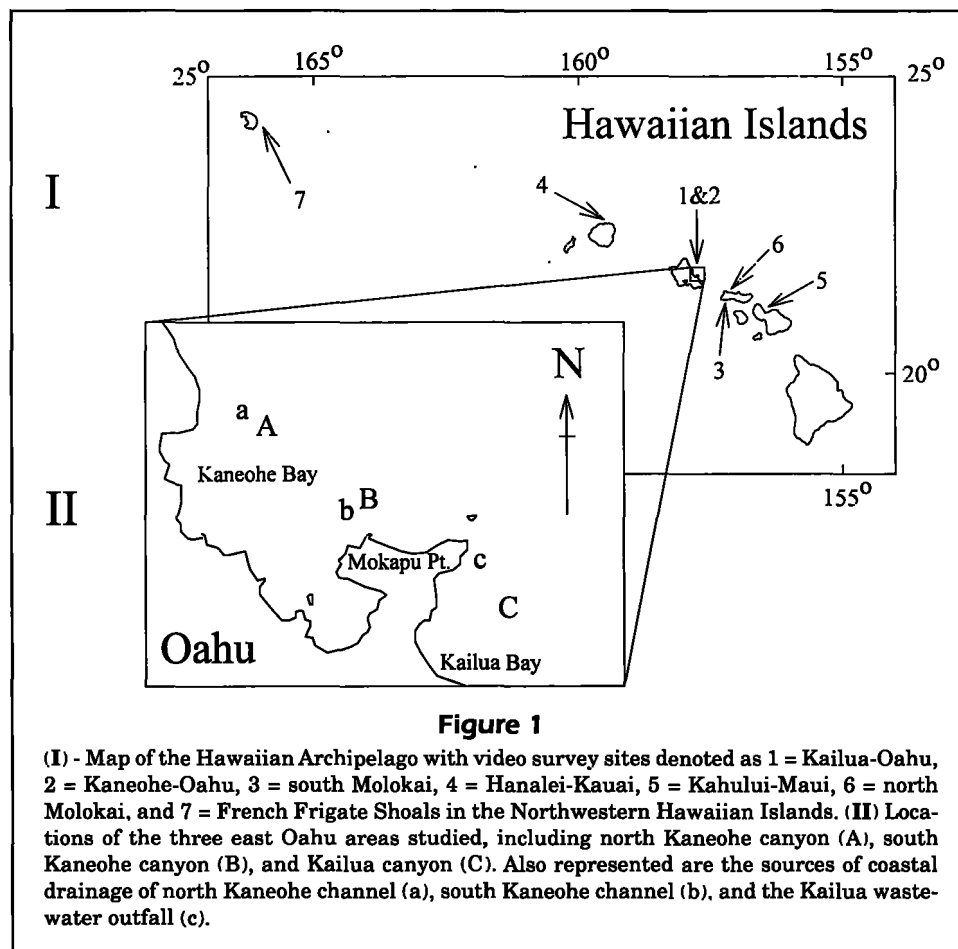 165° 160° 155°
25° 25°
Hawaiian Islands
I
7
4
1&2
6
5
3
20°
155°
N
a
A
Kaneohe Bay
II
b B
Mokapu Pt.
c
C
Oahu
Kailua Bay
Figure 1
(I) - Map of the Hawaiian Archipelago with video survey sites denoted as 1 = Kailua-Oahu,
2 = Kaneohe-Oahu, 3 = south Molokai, 4 = Hanalei-Kauai, 5 = Kahului-Maui, 6 = north
Molokai, and 7 = French Frigate Shoals in the Northwestern Hawaiian Islands. (II) Loca-
tions of the three east Oahu areas studied, including north Kaneohe canyon (A), south
Kaneohe canyon (B), and Kailua canyon (C). Also represented are the sources of coastal
drainage of north Kaneohe channel (a), south Kaneohe channel (b), and the Kailua waste-
water outfall (c).